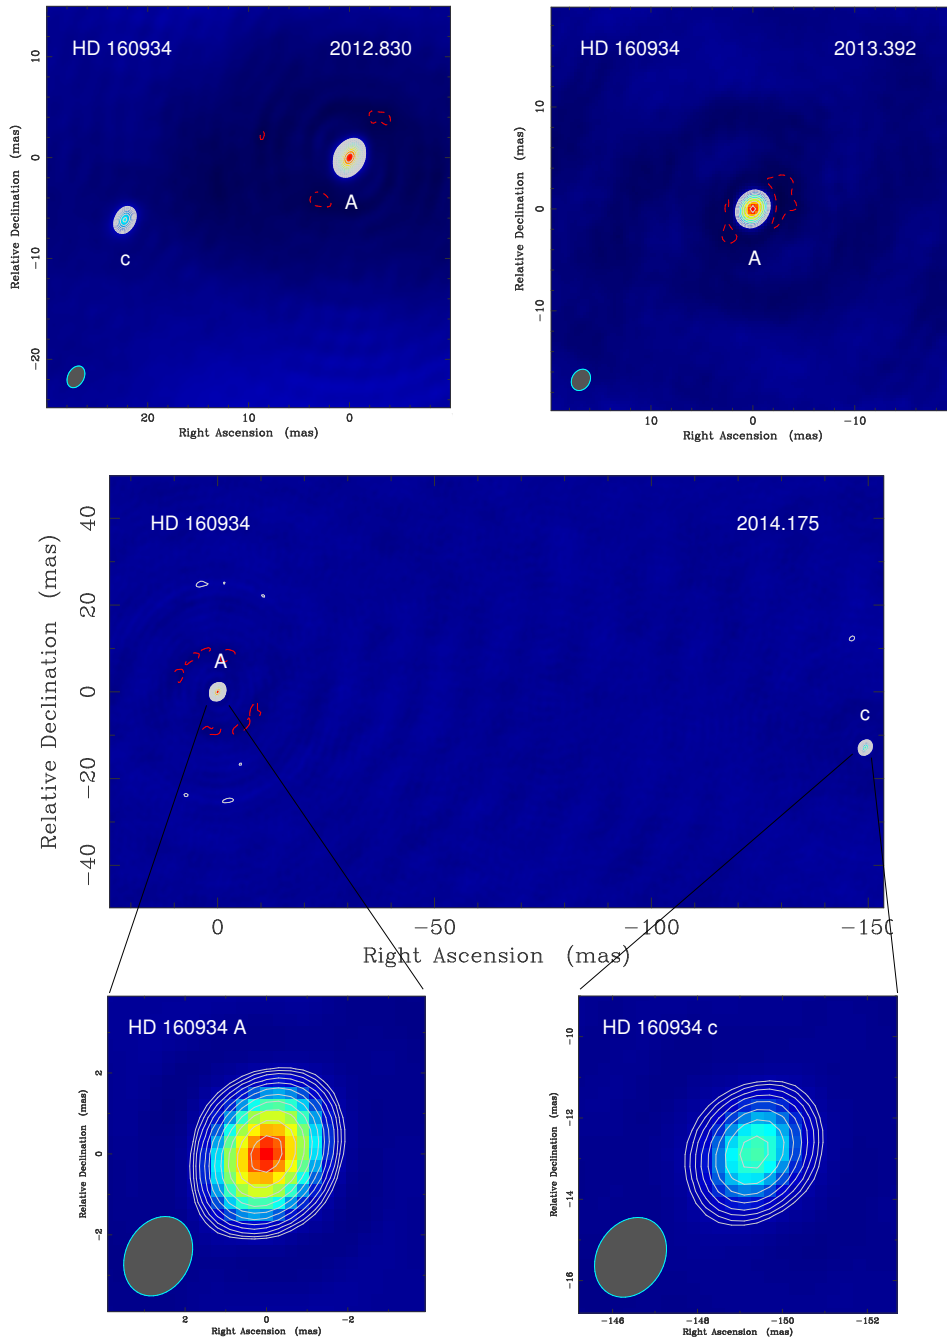 HD 160934
2012.830
10
0
-10
-20
Relative Declination (mas)
A
c
20
10
0
Right Ascension (mas)
HD 160934
2013.392
10
0
-10
Relative Declination (mas)
A
10
0
-10
Right Ascension (mas)
HD 160934
2014.175
40
20
0
-20
-40
Relative Declination (mas)
A
c
0
-50
-100
-150
Right Ascension (mas)
HD 160934 A
2
0
-2
Relative Declination (mas)
2
0
-2
Right Ascension (mas)
HD 160934 c
-10
-12
-14
-16
Relative Declination (mas)
-146
-148
-150
-152
Right Ascension (mas)